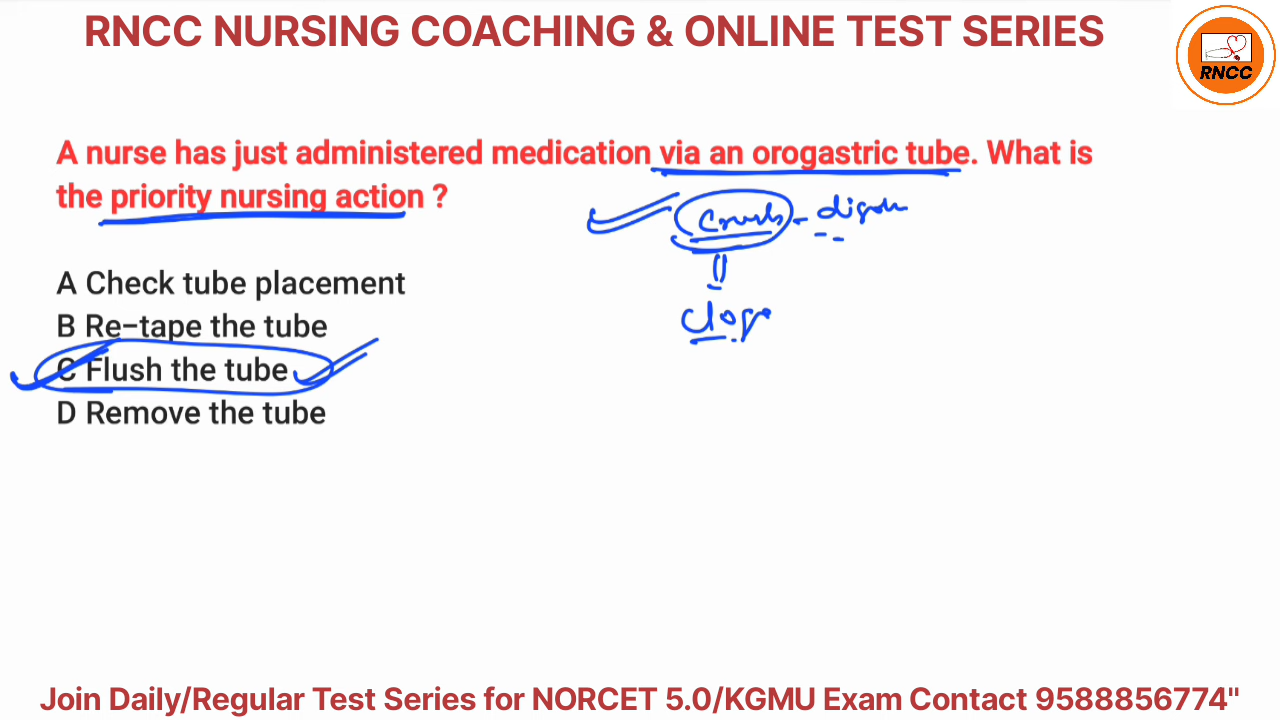 RNCC NURSING COACHING & ONLINE TEST SERIES
RNCC
A nurse has just administered medication via an orogastric tube. What is
the priority nursing action ?
Crush -
A Check tube placement
B Re-tape the tube
C Flush the tube
D Remove the tube
Join Daily/Regular Test Series for NORCET 5.0/KGMU Exam Contact 9588856774"